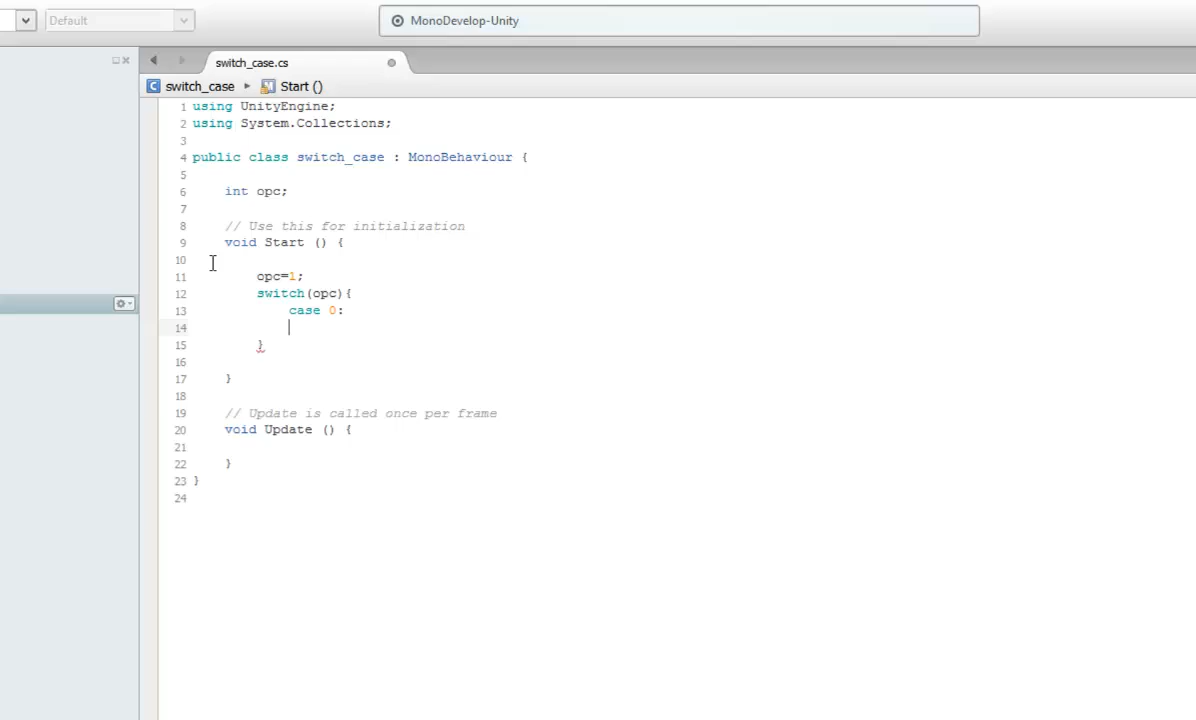 Default
MonoDevelop-Unity
switch_case.cs
switch_case ▸ Start ()
1 using UnityEngine;
2 using System.Collections;
3
4 public class switch_case : MonoBehaviour {
5
6 int opc;
7
8 // Use this for initialization
9 void Start () {
10
11 opc=1;
12 switch(opc){
13 case 0:
14
15 }
16
17 }
18
19 // Update is called once per frame
20 void Update () {
21
22 }
23 }
24